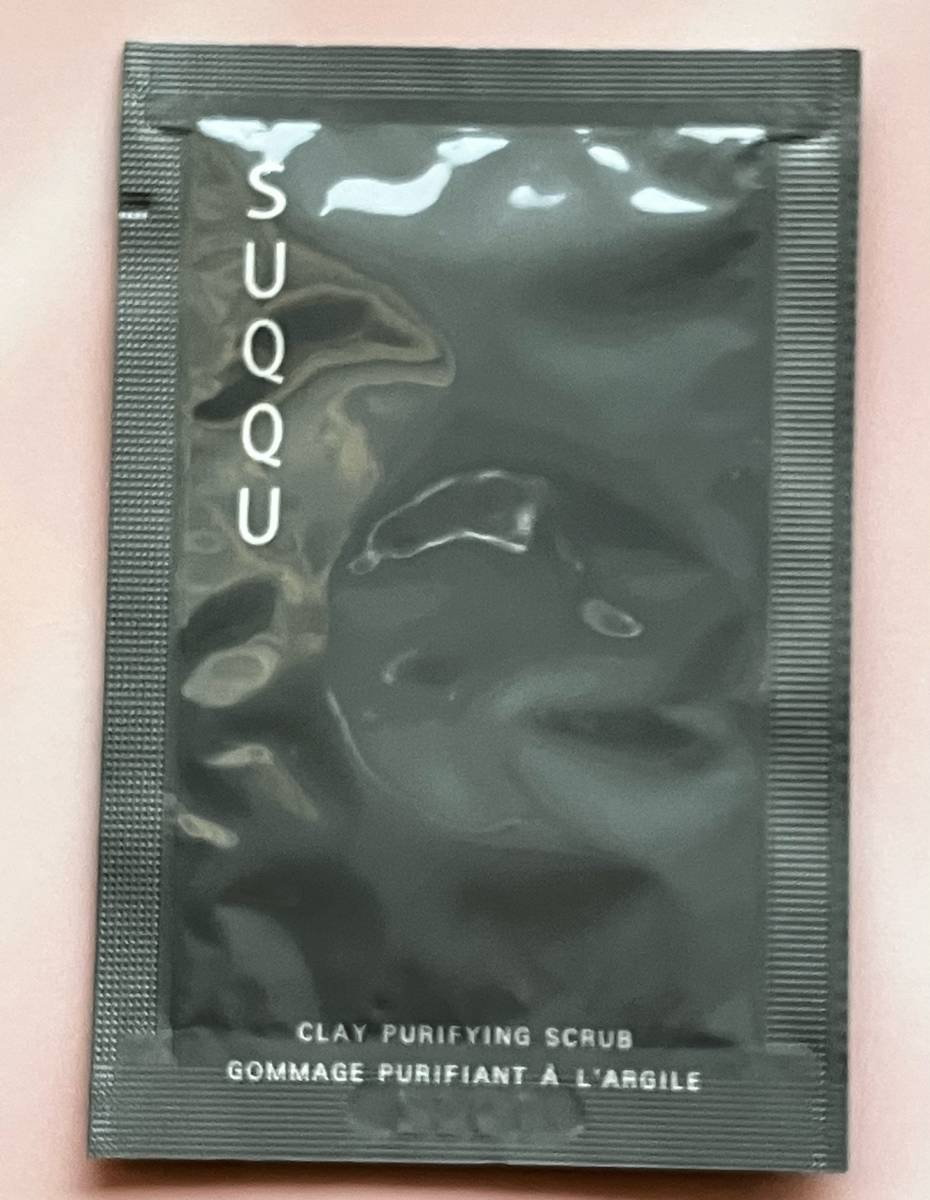 SUQQU
CLAY PURIFYING SCRUB
GOMMAGE PURIFIANT À L'ARGILE